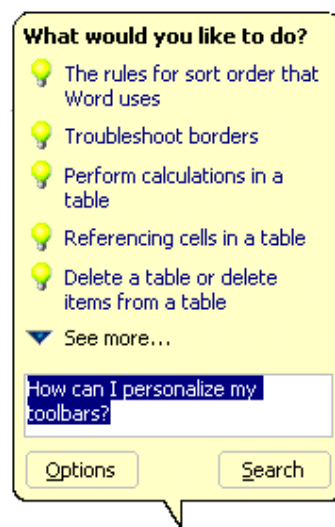 What would you like to do?
The rules for sort order that
Word uses
Troubleshoot borders
Perform calculations in a
table
Referencing cells in a table
Delete a table or delete
items from a table
See more...
How can I personalize my
toolbars?
Options
Search